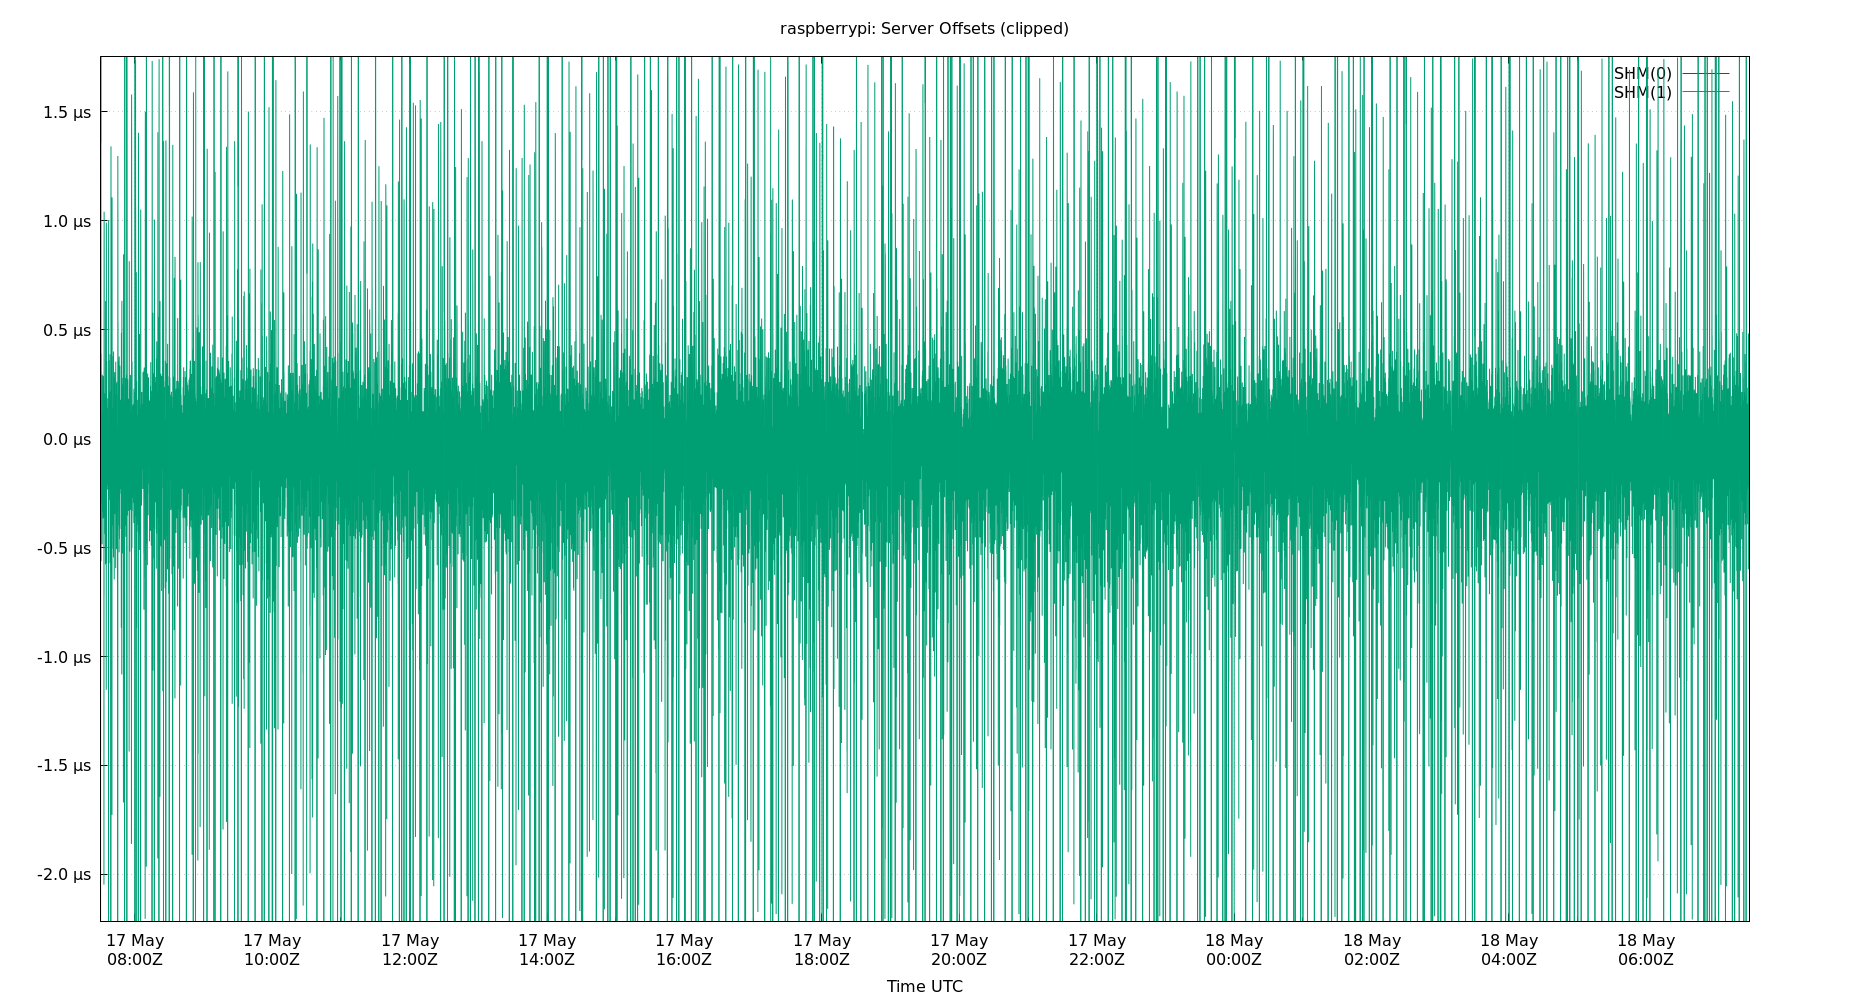 raspberrypi: Server Offsets (clipped)
SHM(0)
SHM(1)
1.5 µs
1.0 µs
0.5 µs
0.0 µs
-0.5 µs
-1.0 µs
-1.5 µs
-2.0 µs
17 May 17 May 17 May 17 May 17 May 17 May 17 May 17 May 18 May 18 May 18 May 18 May
08:00Z 10:00Z 12:00Z 14:00Z 16:00Z 18:00Z 20:00Z 22:00Z 00:00Z 02:00Z 04:00Z 06:00Z
Time UTC